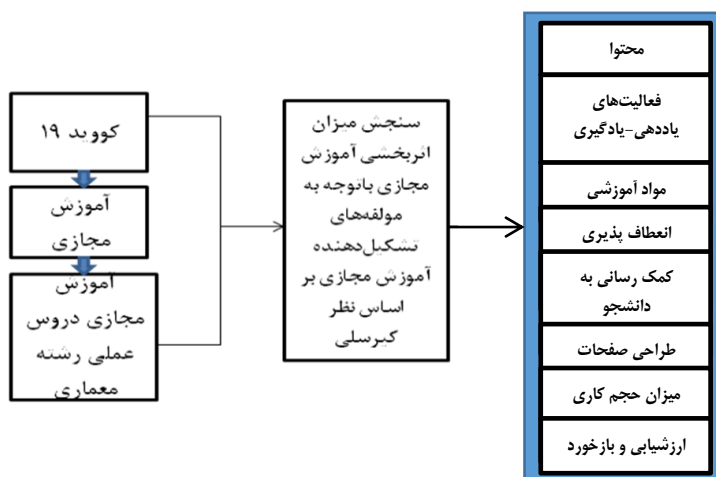 کووید ۱۹
آموزش
مجازی
آموزش
مجازی دروس
عملی رشته
معماری
سنجش میزان
اثربخشی آموزش
مجازی باتوجه به
مولفه‌های
تشکیل‌دهنده
آموزش مجازی بر
اساس نظر
کیرسلی
محتوا
فعالیت‌های
یاددهی-یادگیری
مواد آموزشی
انعطاف پذیری
کمک رسانی به
دانشجو
طراحی صفحات
میزان حجم کاری
ارزشیابی و بازخورد